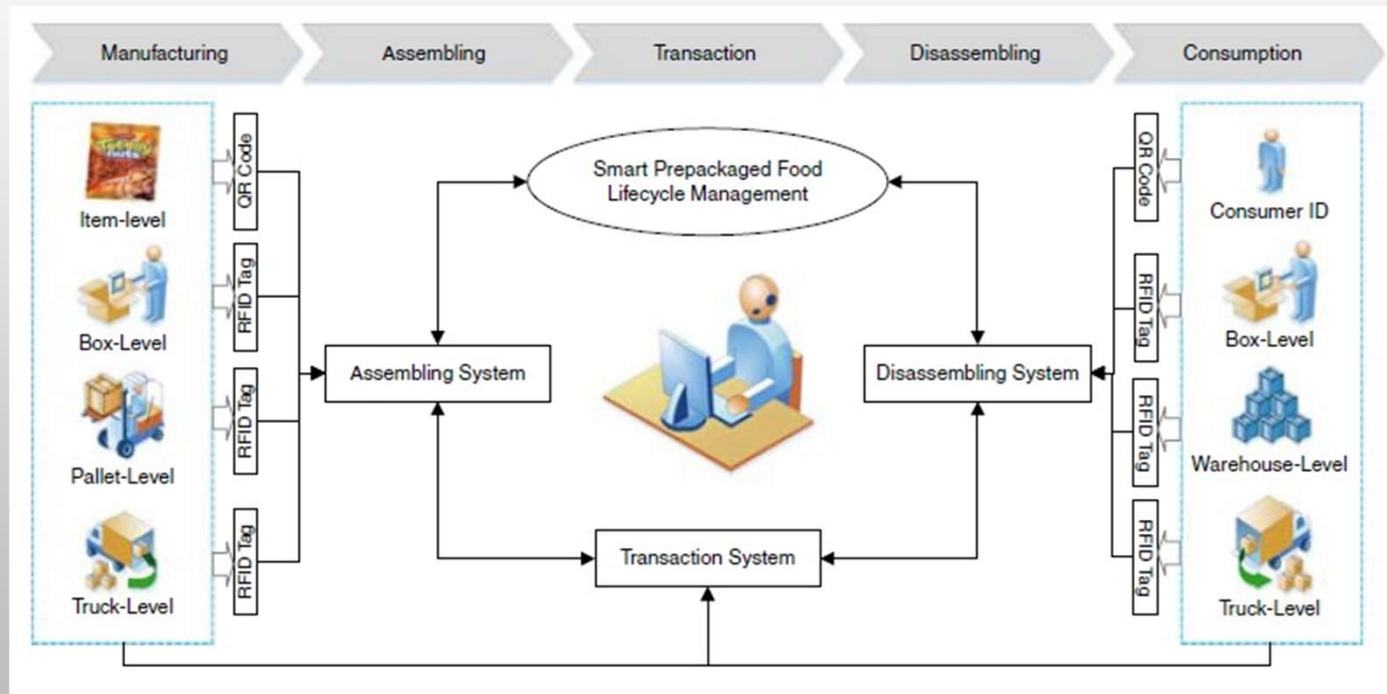 Manufacturing
Assembling
Transaction
Disassembling
Consumption
QR Code
Item-level
RFID Tag
Box-Level
RFID Tag
Pallet-Level
RFID Tag
Truck-Level
Smart Prepackaged Food
Lifecycle Management
Assembling System
Disassembling System
Transaction System
QR Code
Consumer ID
RFID Tag
Box-Level
RFID Tag
Warehouse-Level
RFID Tag
Truck-Level